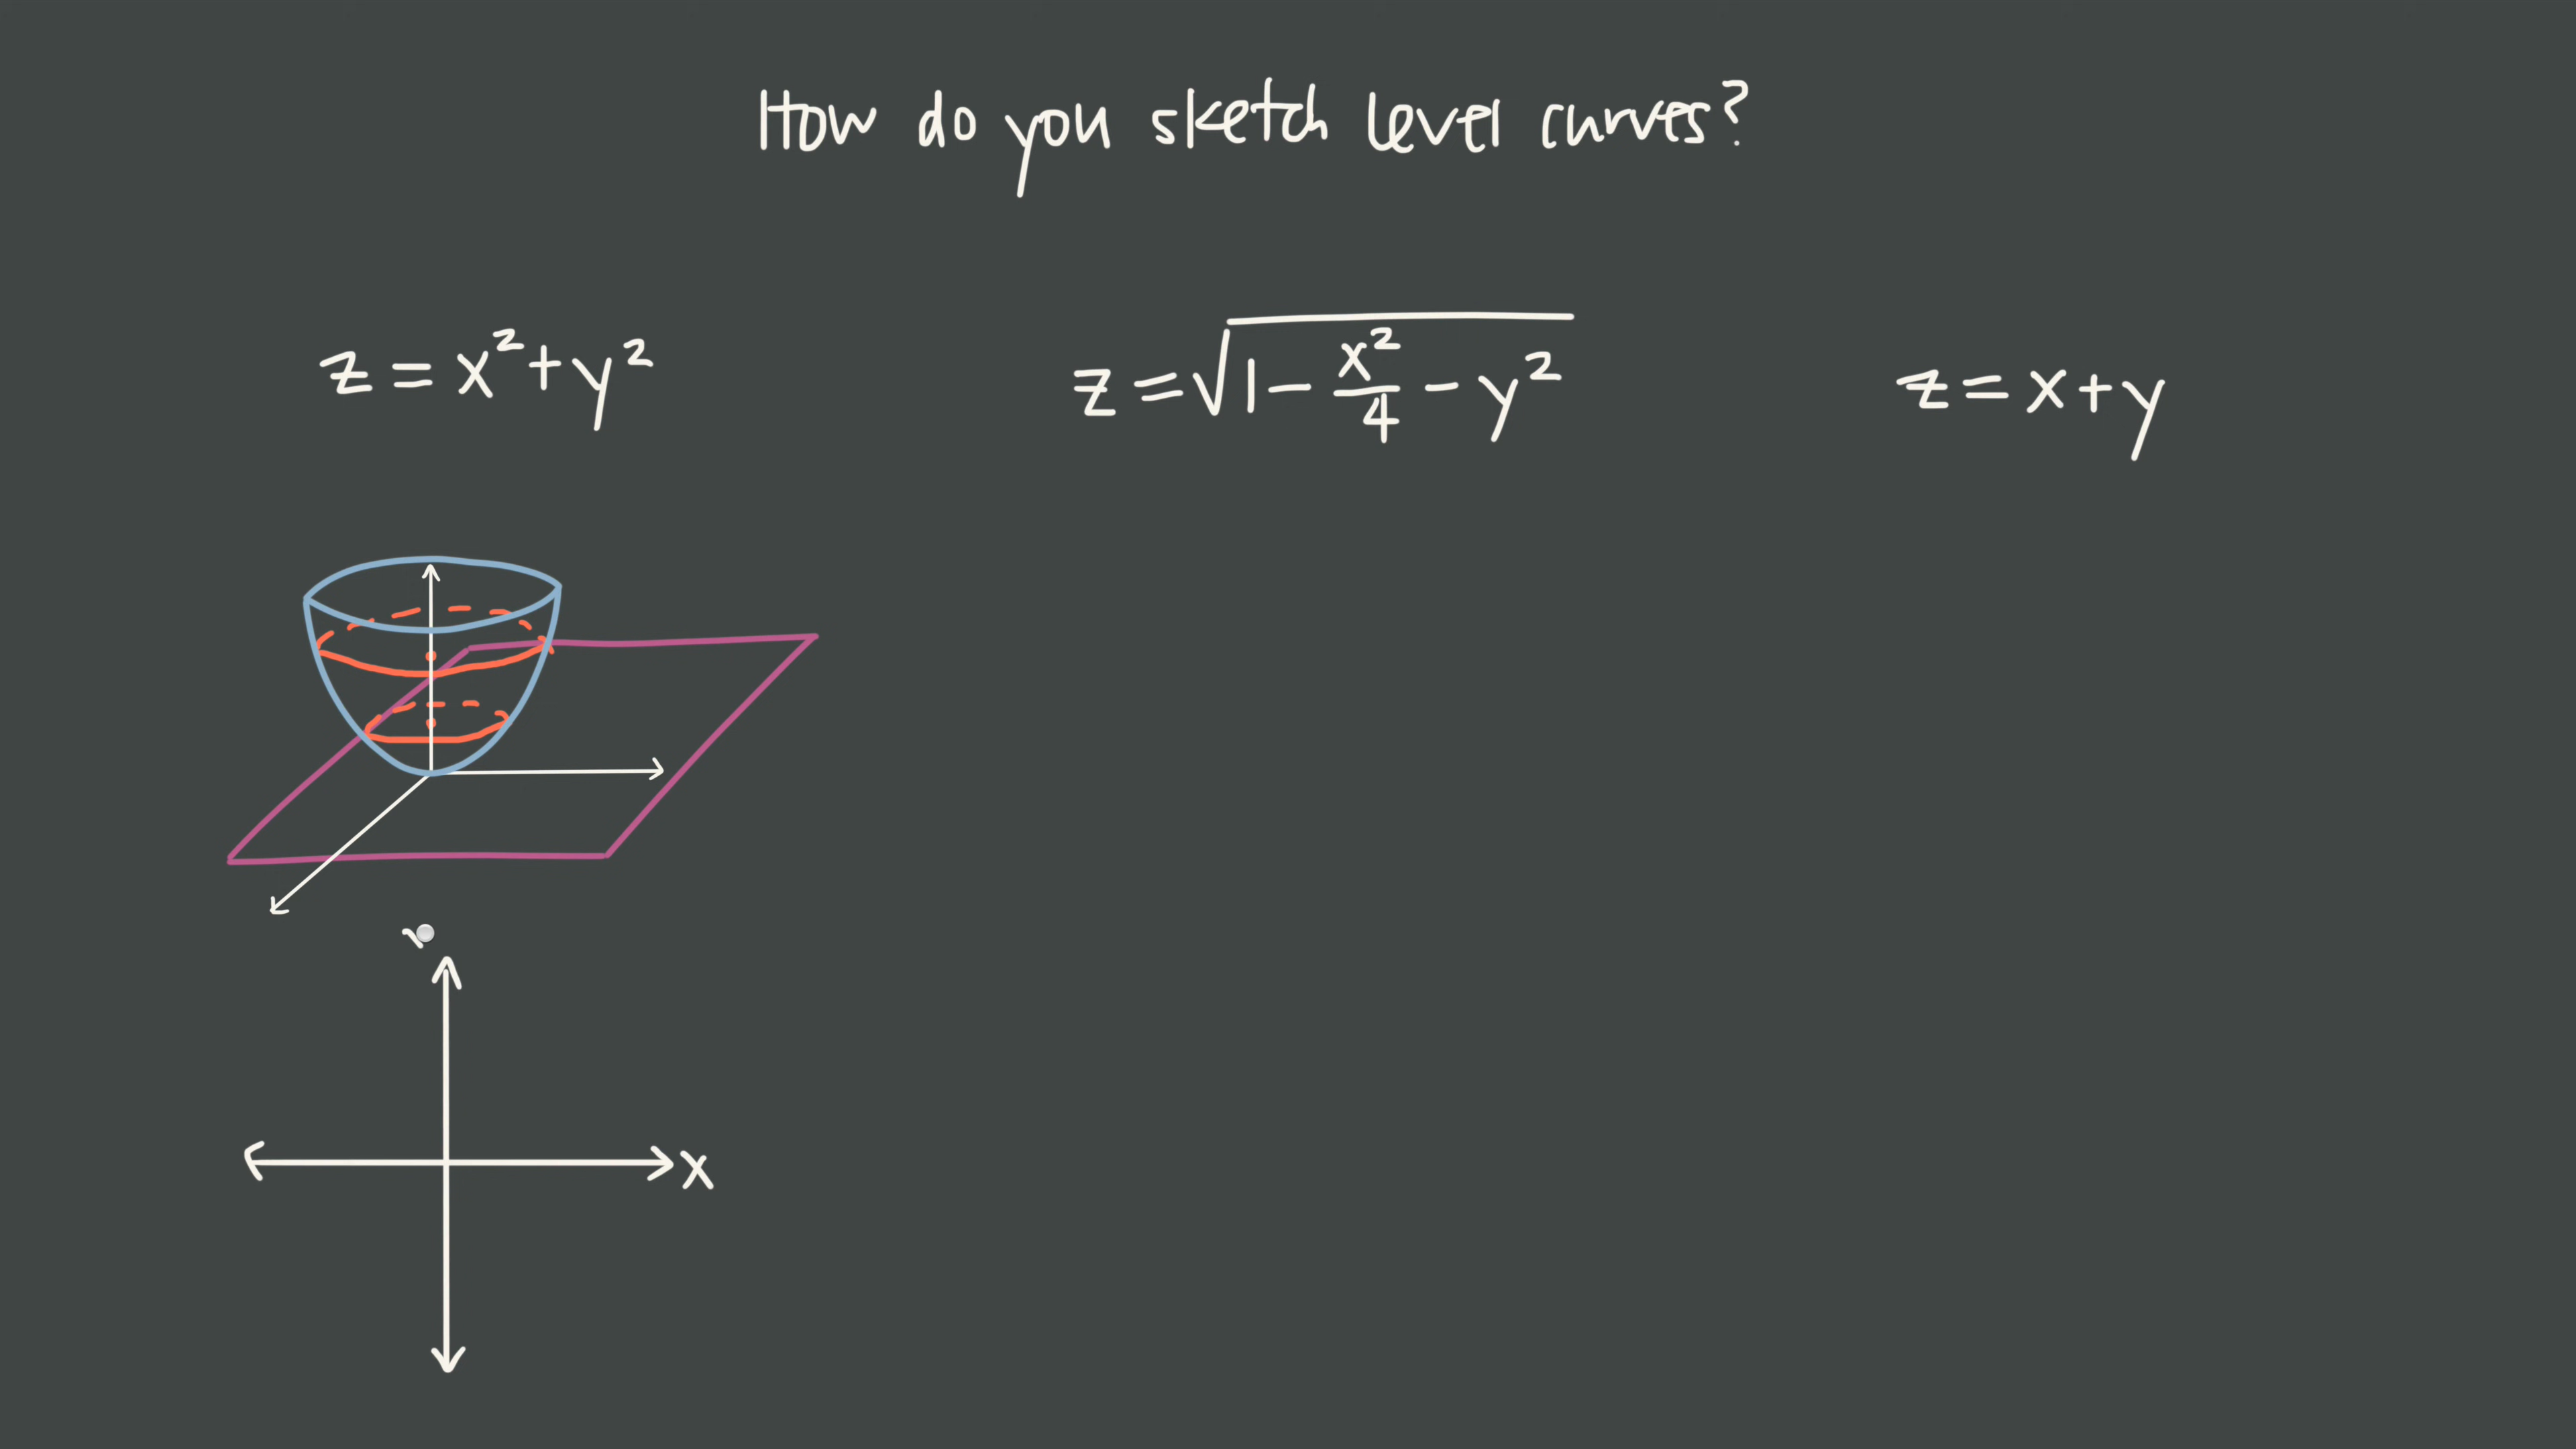 How do you sketch level curves?
z = x² + y²
z = √(1 - x²/4 - y²)
z = x + y
x